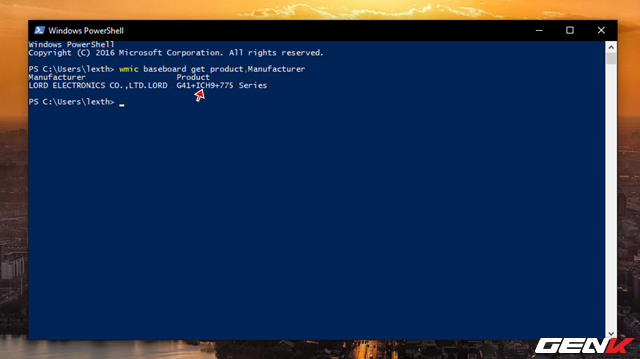 Windows PowerShell
Windows PowerShell
Copyright (C) 2016 Microsoft Corporation. All rights reserved.
PS C:\Users\lexth> wmic baseboard get product,Manufacturer
Manufacturer Product
LORD ELECTRONICS CO.,LTD.LORD G41+ICH9+775 Series
PS C:\Users\lexth> _
GENK